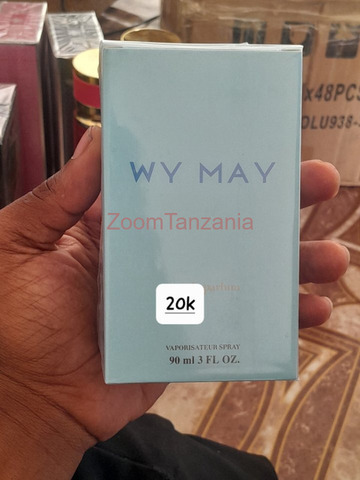 x48PCS
OLU938-
WY MAY
ZoomTanzania
20k
VAPORISATEUR SPRAY
90 ml 3 FL OZ.